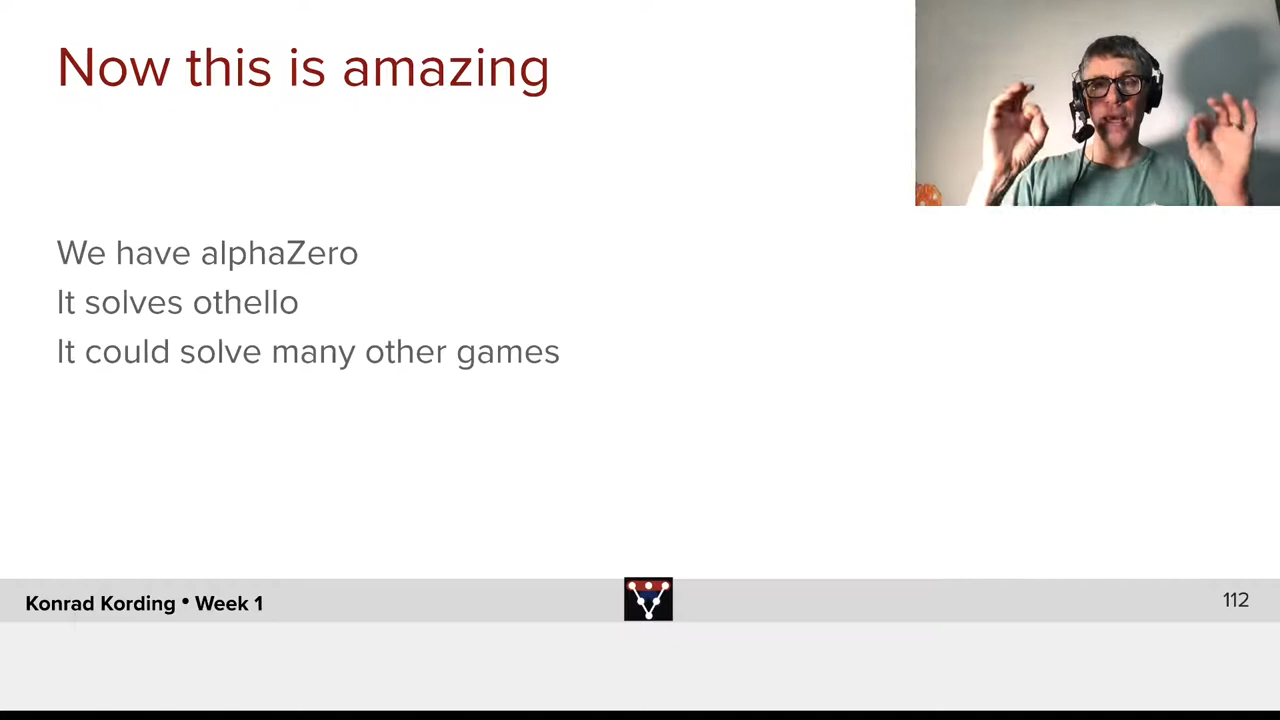 Now this is amazing
We have alphaZero
It solves othello
It could solve many other games
Konrad Kording • Week 1
112